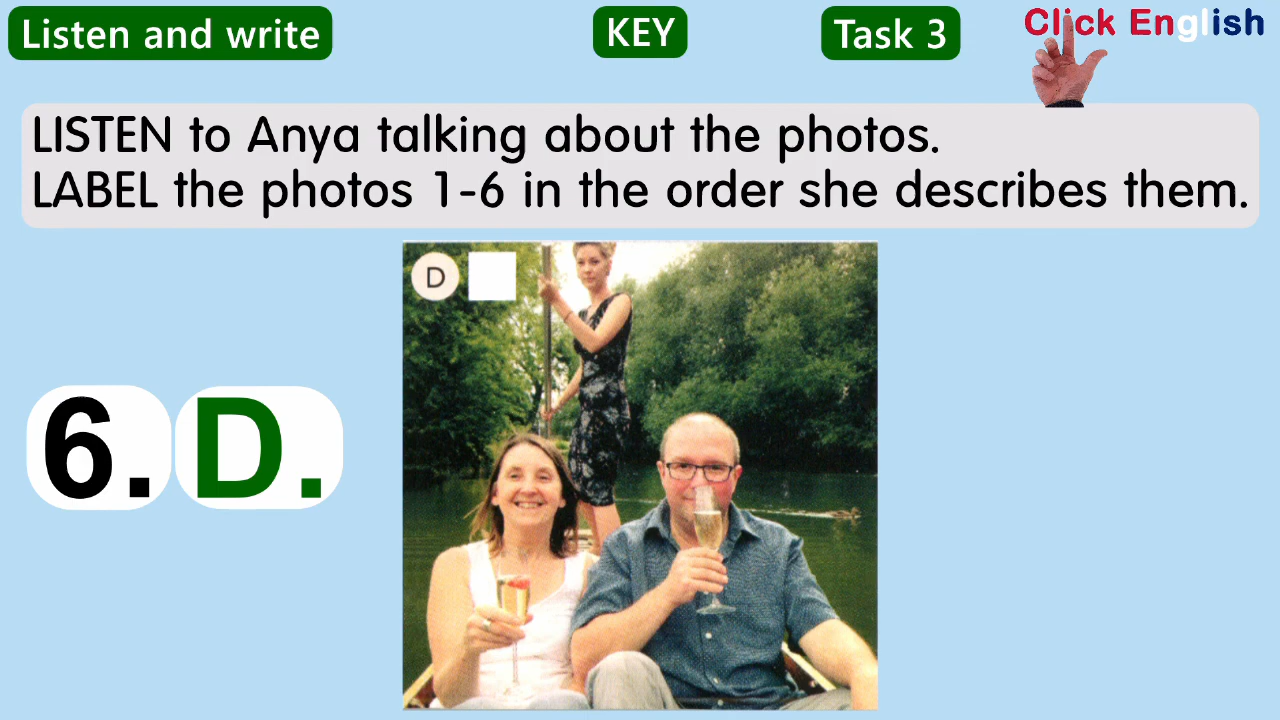 Listen and write
KEY
Task 3
Click English
LISTEN to Anya talking about the photos.
LABEL the photos 1-6 in the order she describes them.
D
6. D.